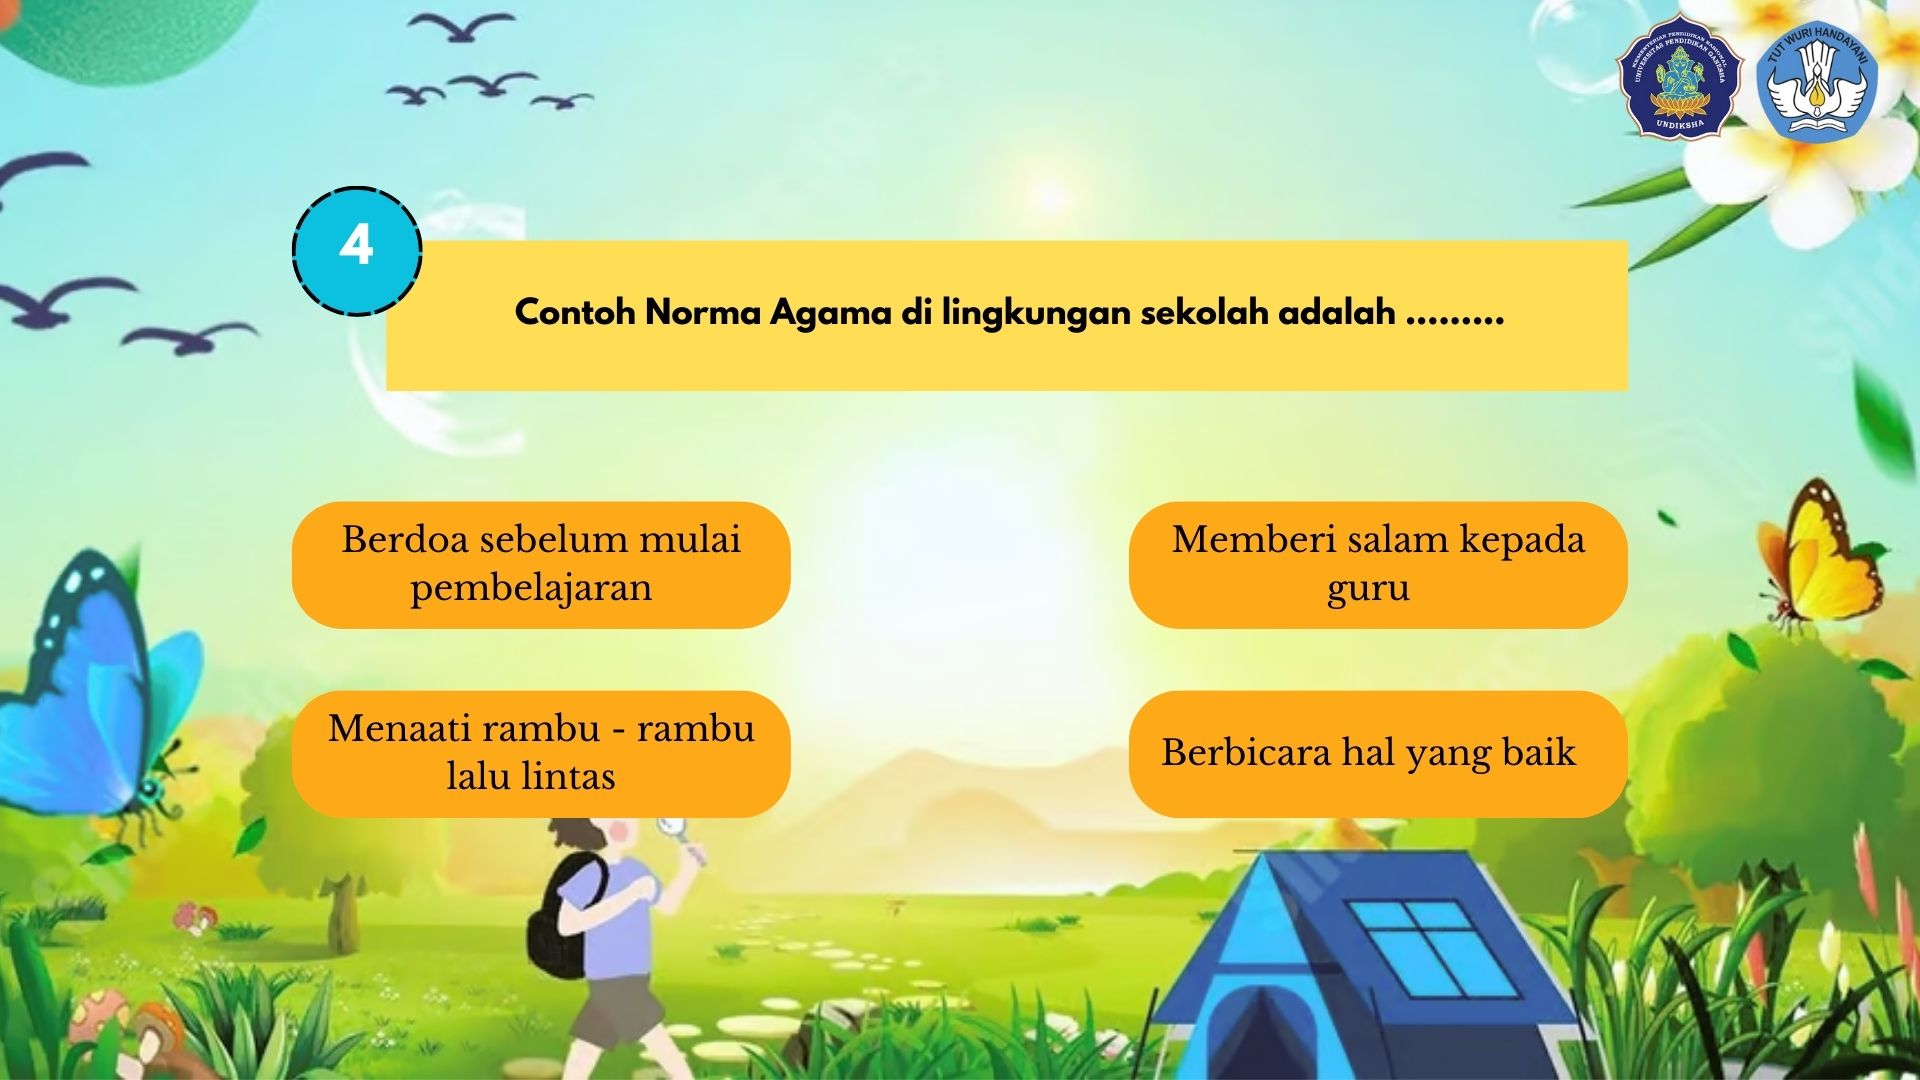 KEMENTERIAN PENDIDIKAN NASIONAL
UNIVERSITAS PENDIDIKAN GANESHA
UNDIKSHA
TUT WURI HANDAYANI
4
Contoh Norma Agama di lingkungan sekolah adalah .........
Berdoa sebelum mulai
pembelajaran
Memberi salam kepada
guru
Menaati rambu - rambu
lalu lintas
Berbicara hal yang baik